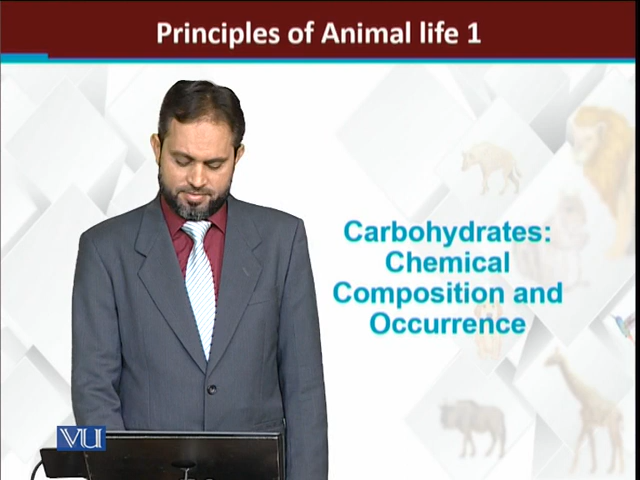 Principles of Animal life 1
Carbohydrates:
Chemical
Composition and
Occurrence
VU